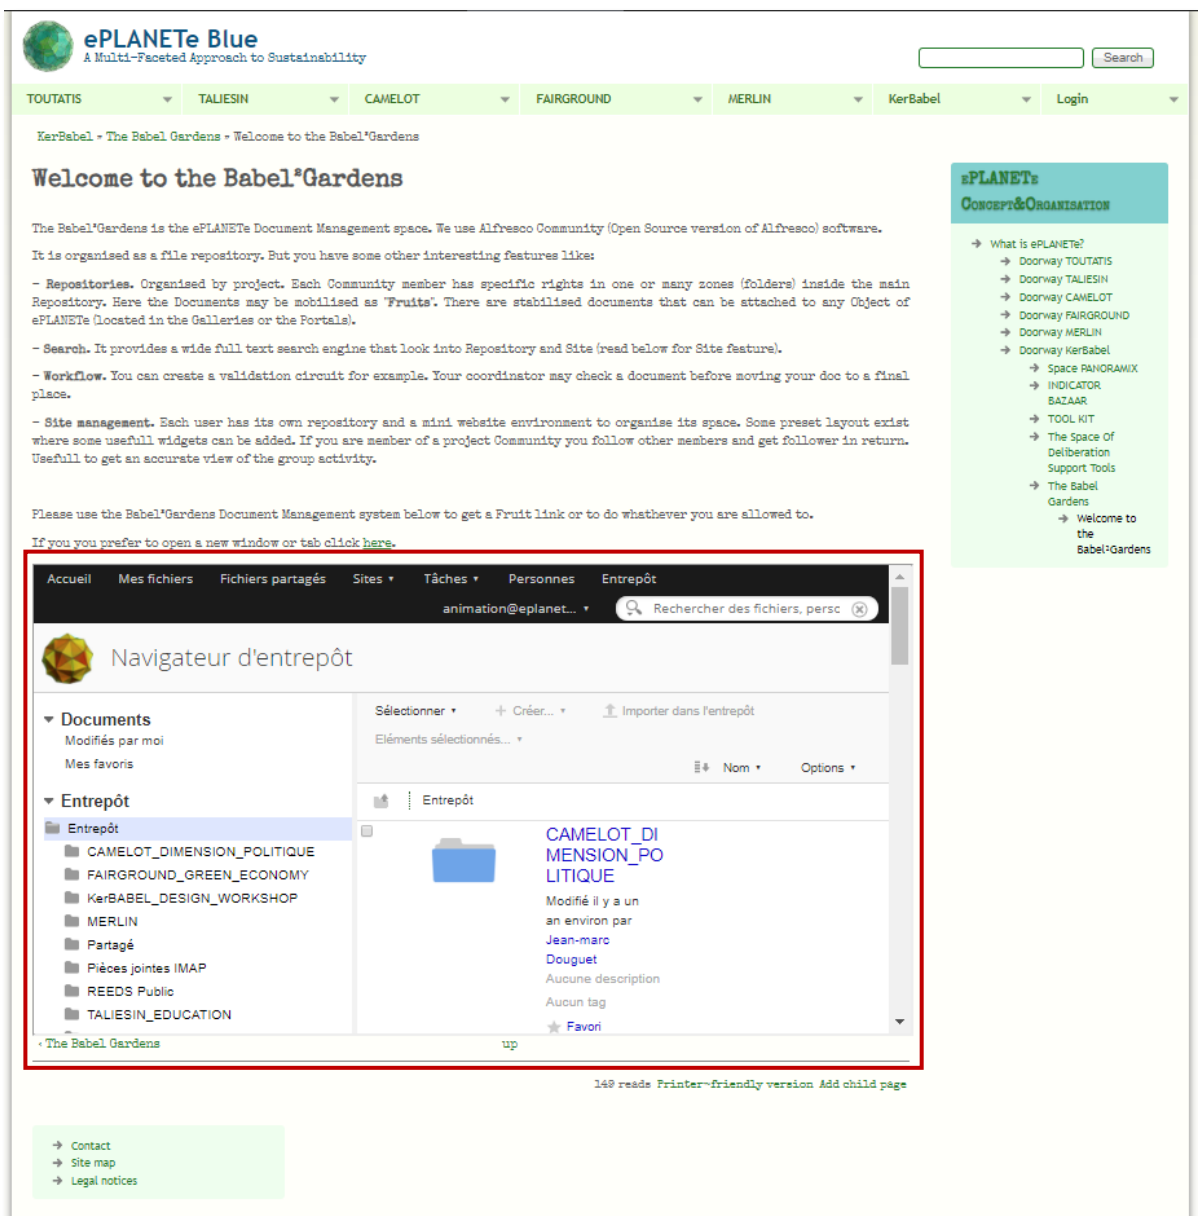 ePLANETe Blue
A Multi-Faceted Approach to Sustainability
Search
TOUTATIS TALIESIN CAMELOT FAIRGROUND MERLIN KerBabel Login
KerBabel » The Babel Gardens » Welcome to the Babel²Gardens
Welcome to the Babel²Gardens
The Babel²Gardens is the ePLANETe Document Management space. We use Alfresco Community (Open Source version of Alfresco) software.
It is organised as a file repository. But you have some other interesting features like:
- Repositories. Organised by project. Each Community member has specific rights in one or many zones (folders) inside the main
Repository. Here the Documents may be mobilised as "Fruits". There are stabilised documents that can be attached to any Object of
ePLANETe (located in the Galleries or the Portals).
- Search. It provides a wide full text search engine that look into Repository and Site (read below for Site feature).
- Workflow. You can create a validation circuit for example. Your coordinator may check a document before moving your doc to a final
place.
- Site management. Each user has its own repository and a mini website environment to organise its space. Some preset layout exist
where some usefull widgets can be added. If you are member of a project Community you follow other members and get follower in return.
Usefull to get an accurate view of the group activity.
Please use the Babel²Gardens Document Management system below to get a Fruit link or to do whathever you are allowed to.
If you you prefer to open a new window or tab click here.
Accueil Mes fichiers Fichiers partagés Sites Tâches Personnes Entrepôt
animation@eplanet... Rechercher des fichiers, persc
Navigateur d'entrepôt
Documents
Modifiés par moi
Mes favoris
Entrepôt
Entrepôt
CAMELOT_DIMENSION_POLITIQUE
FAIRGROUND_GREEN_ECONOMY
KerBABEL_DESIGN_WORKSHOP
MERLIN
Partagé
Pièces jointes IMAP
REEDS Public
TALIESIN_EDUCATION
Sélectionner + Créer... Importer dans l'entrepôt
Eléments sélectionnés...
Nom Options
Entrepôt
CAMELOT_DI
MENSION_PO
LITIQUE
Modifié il y a un
an environ par
Jean-marc
Douguet
Aucune description
Aucun tag
Favori
‹ The Babel Gardens up
149 reads Printer-friendly version Add child page
ePLANETe
Concept&Organisation
What is ePLANETe?
Doorway TOUTATIS
Doorway TALIESIN
Doorway CAMELOT
Doorway FAIRGROUND
Doorway MERLIN
Doorway KerBabel
Space PANORAMIX
INDICATOR
BAZAAR
TOOL KIT
The Space Of
Deliberation
Support Tools
The Babel
Gardens
Welcome to
the
Babel²Gardens
Contact
Site map
Legal notices